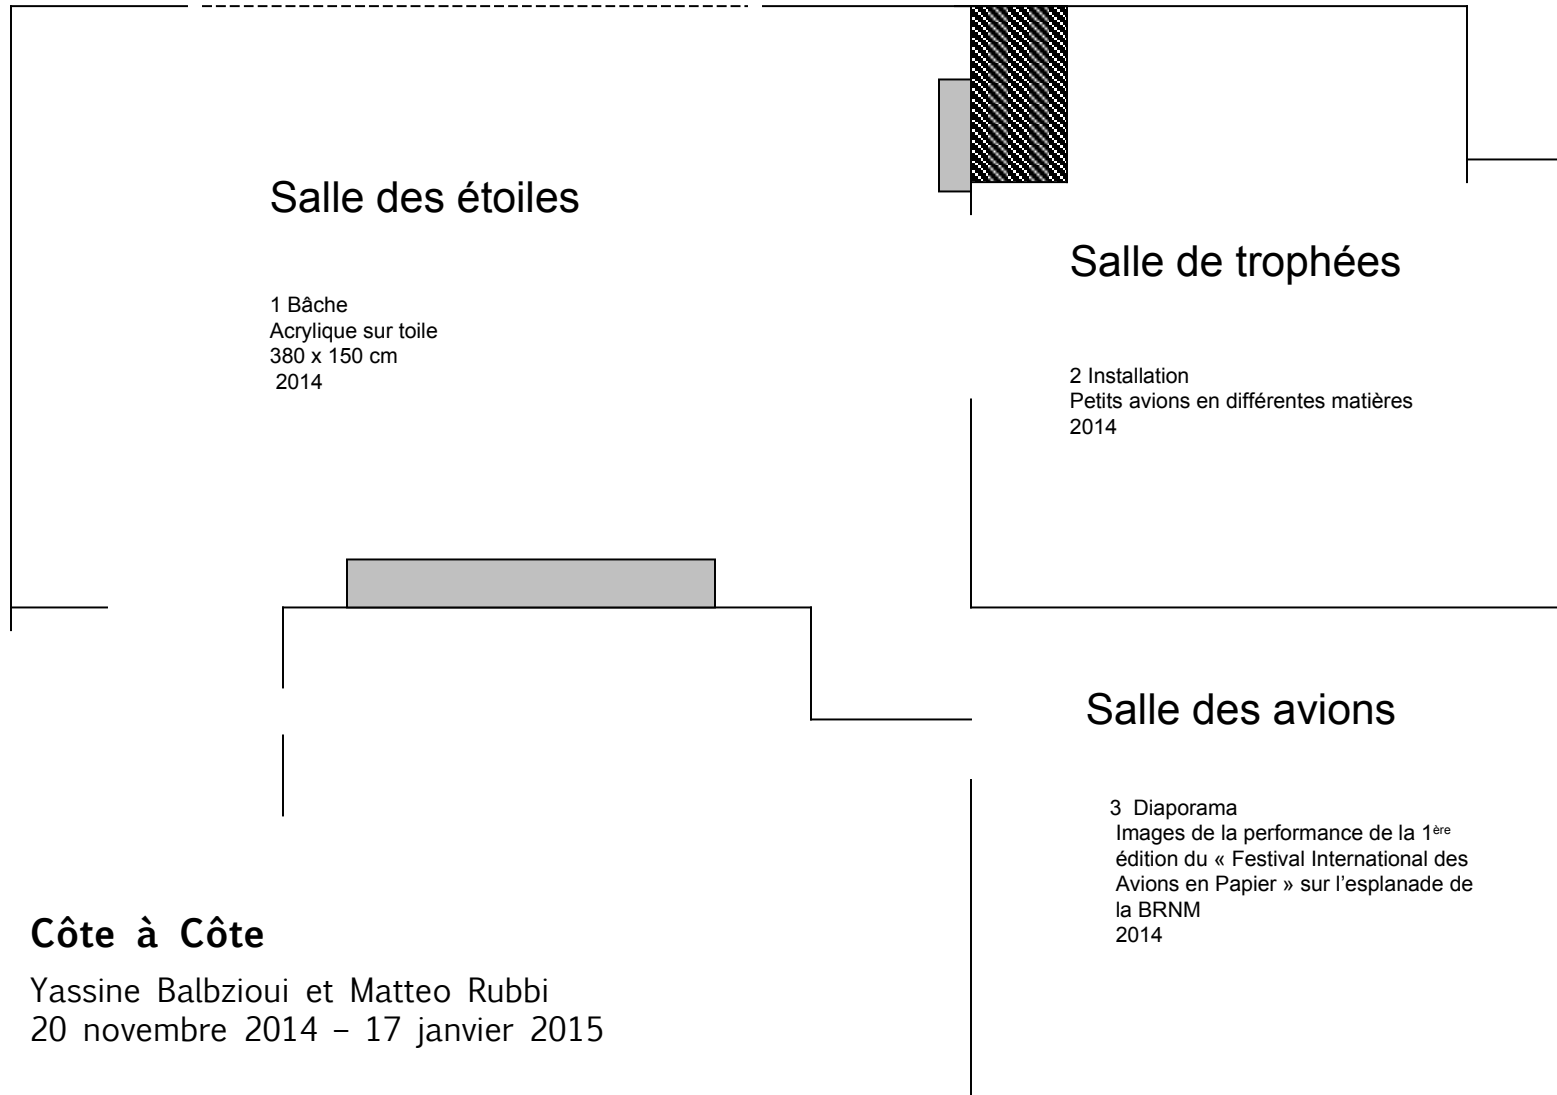 Salle des étoiles
1 Bâche
Acrylique sur toile
380 x 150 cm
2014
Salle de trophées
2 Installation
Petits avions en différentes matières
2014
Salle des avions
3 Diaporama
Images de la performance de la 1ère
édition du « Festival International des
Avions en Papier » sur l’esplanade de
la BRNM
2014
Côte à Côte
Yassine Balbzioui et Matteo Rubbi
20 novembre 2014 – 17 janvier 2015